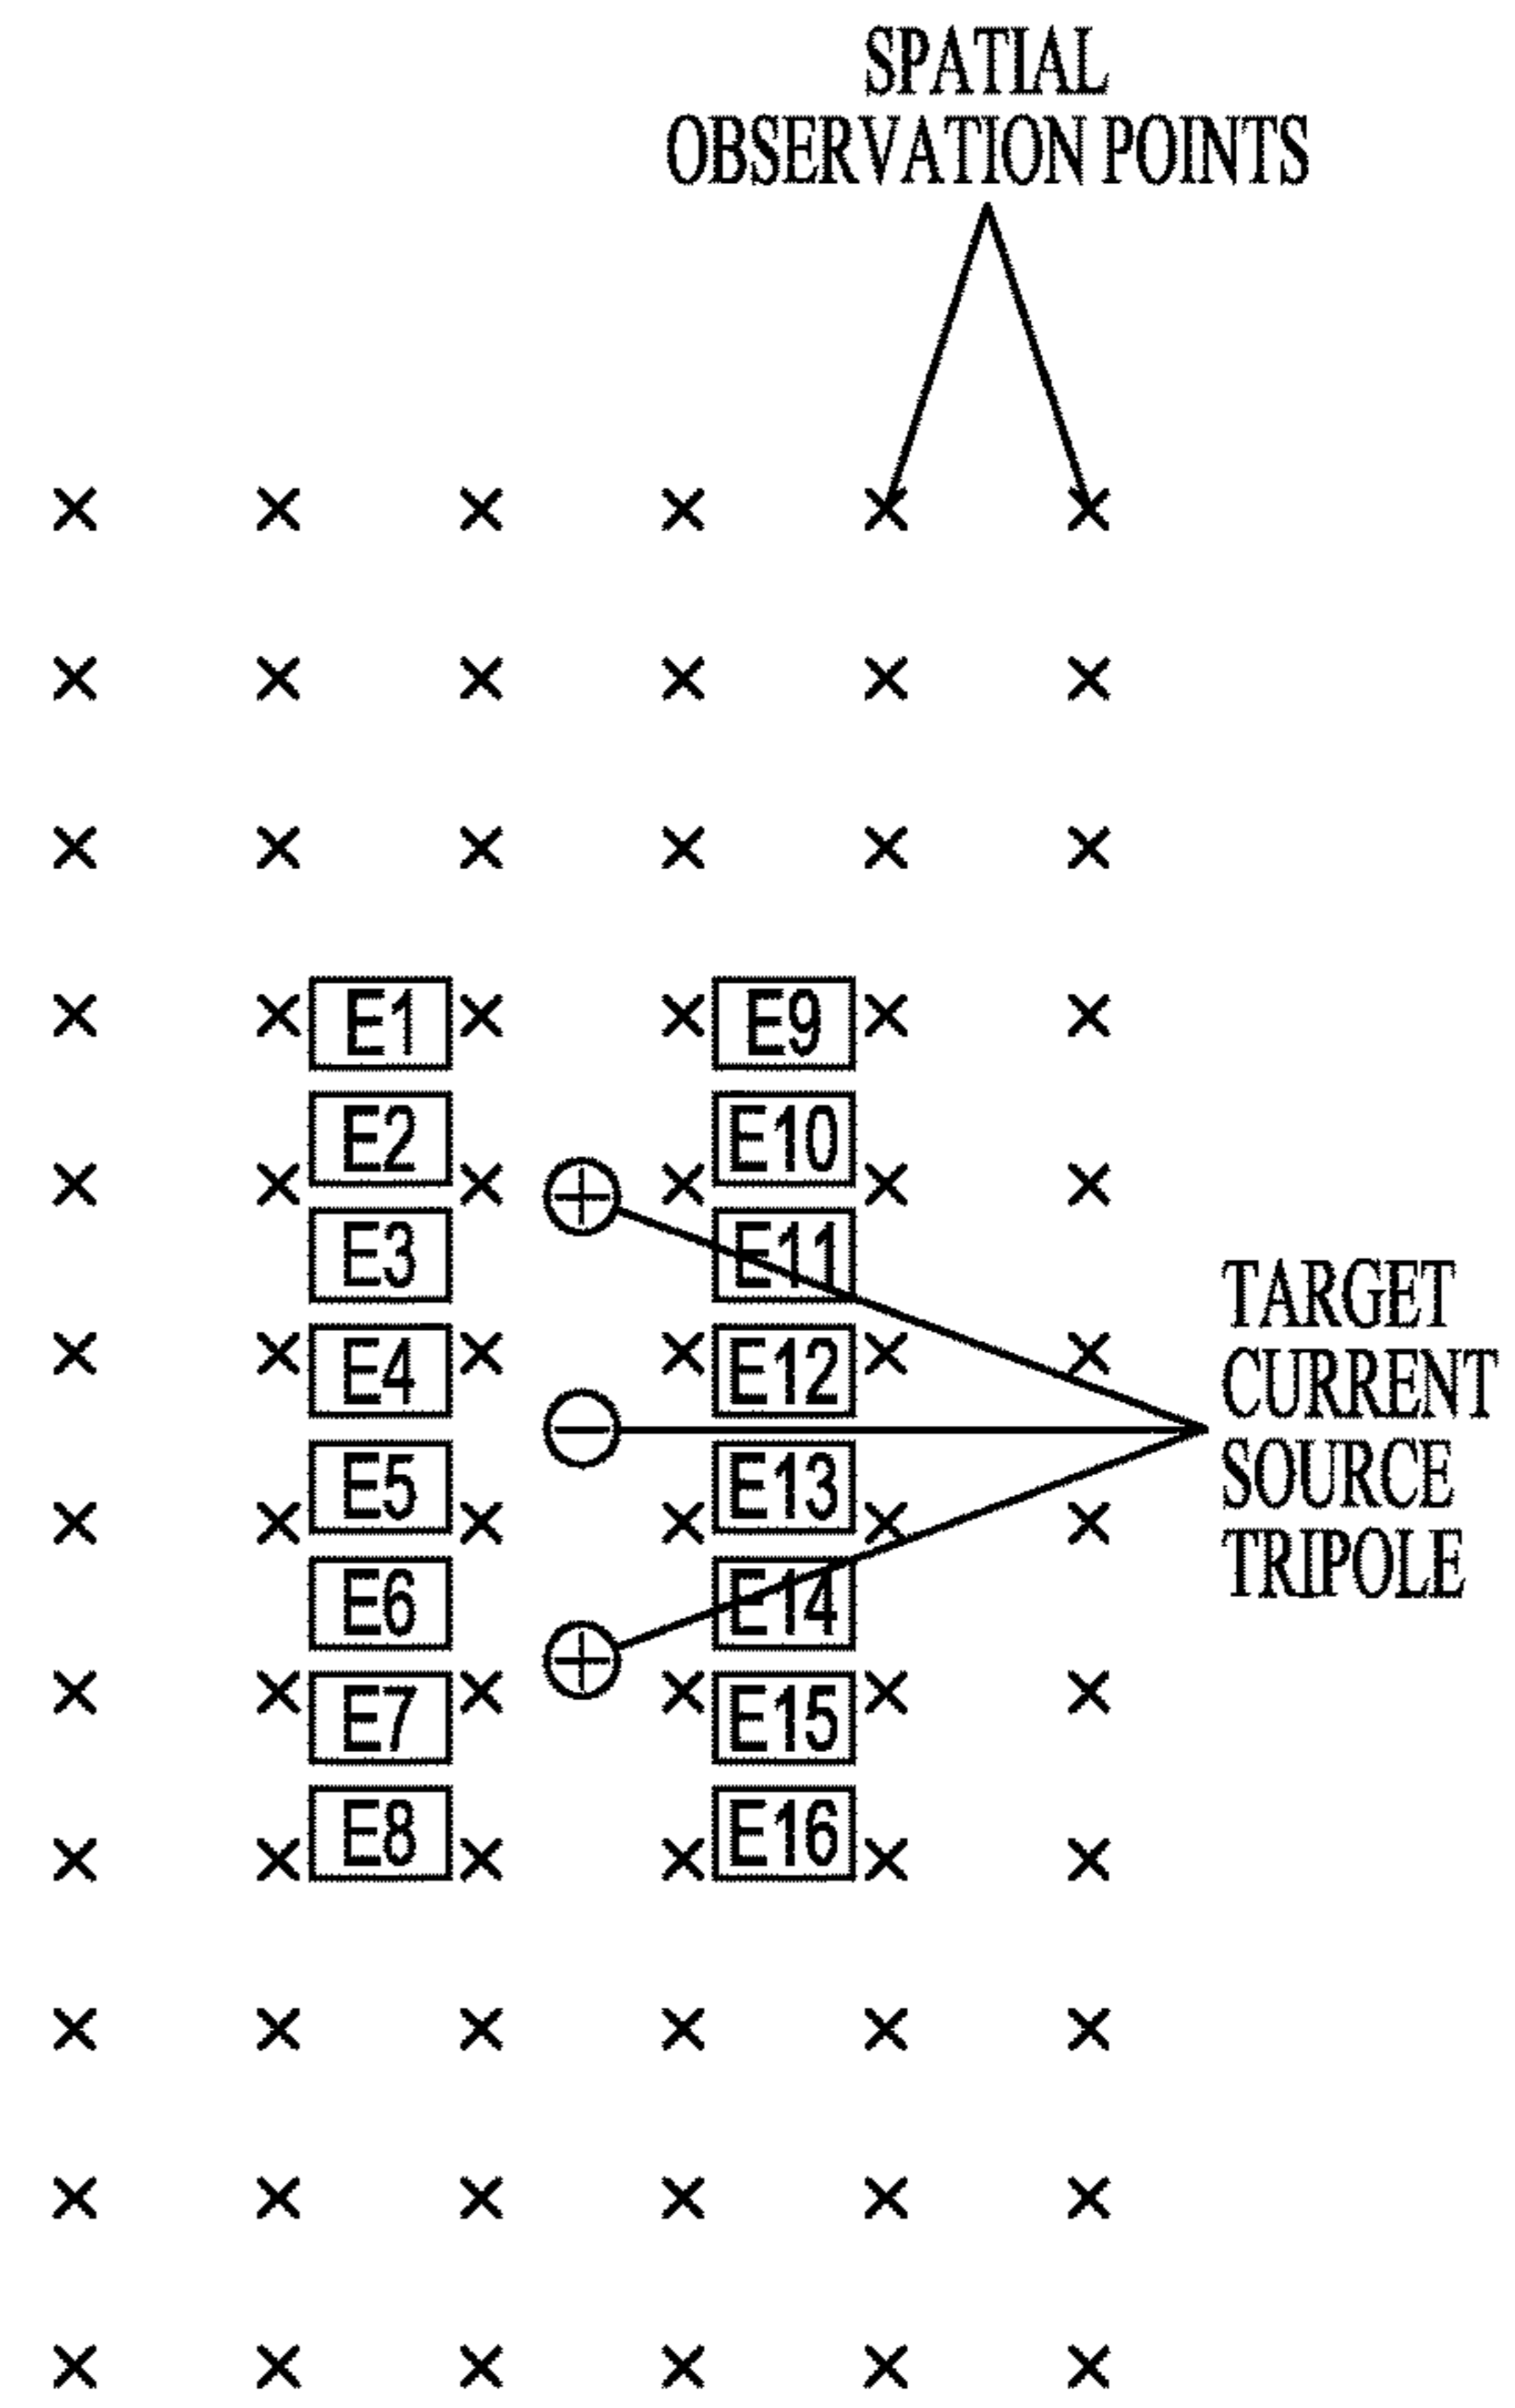 SPATIAL
OBSERVATION POINTS
E1
E9
E2
E10
E3
E11
E4
E12
E5
E13
E6
E14
E7
E15
E8
E16
TARGET
CURRENT
SOURCE
TRIPOLE